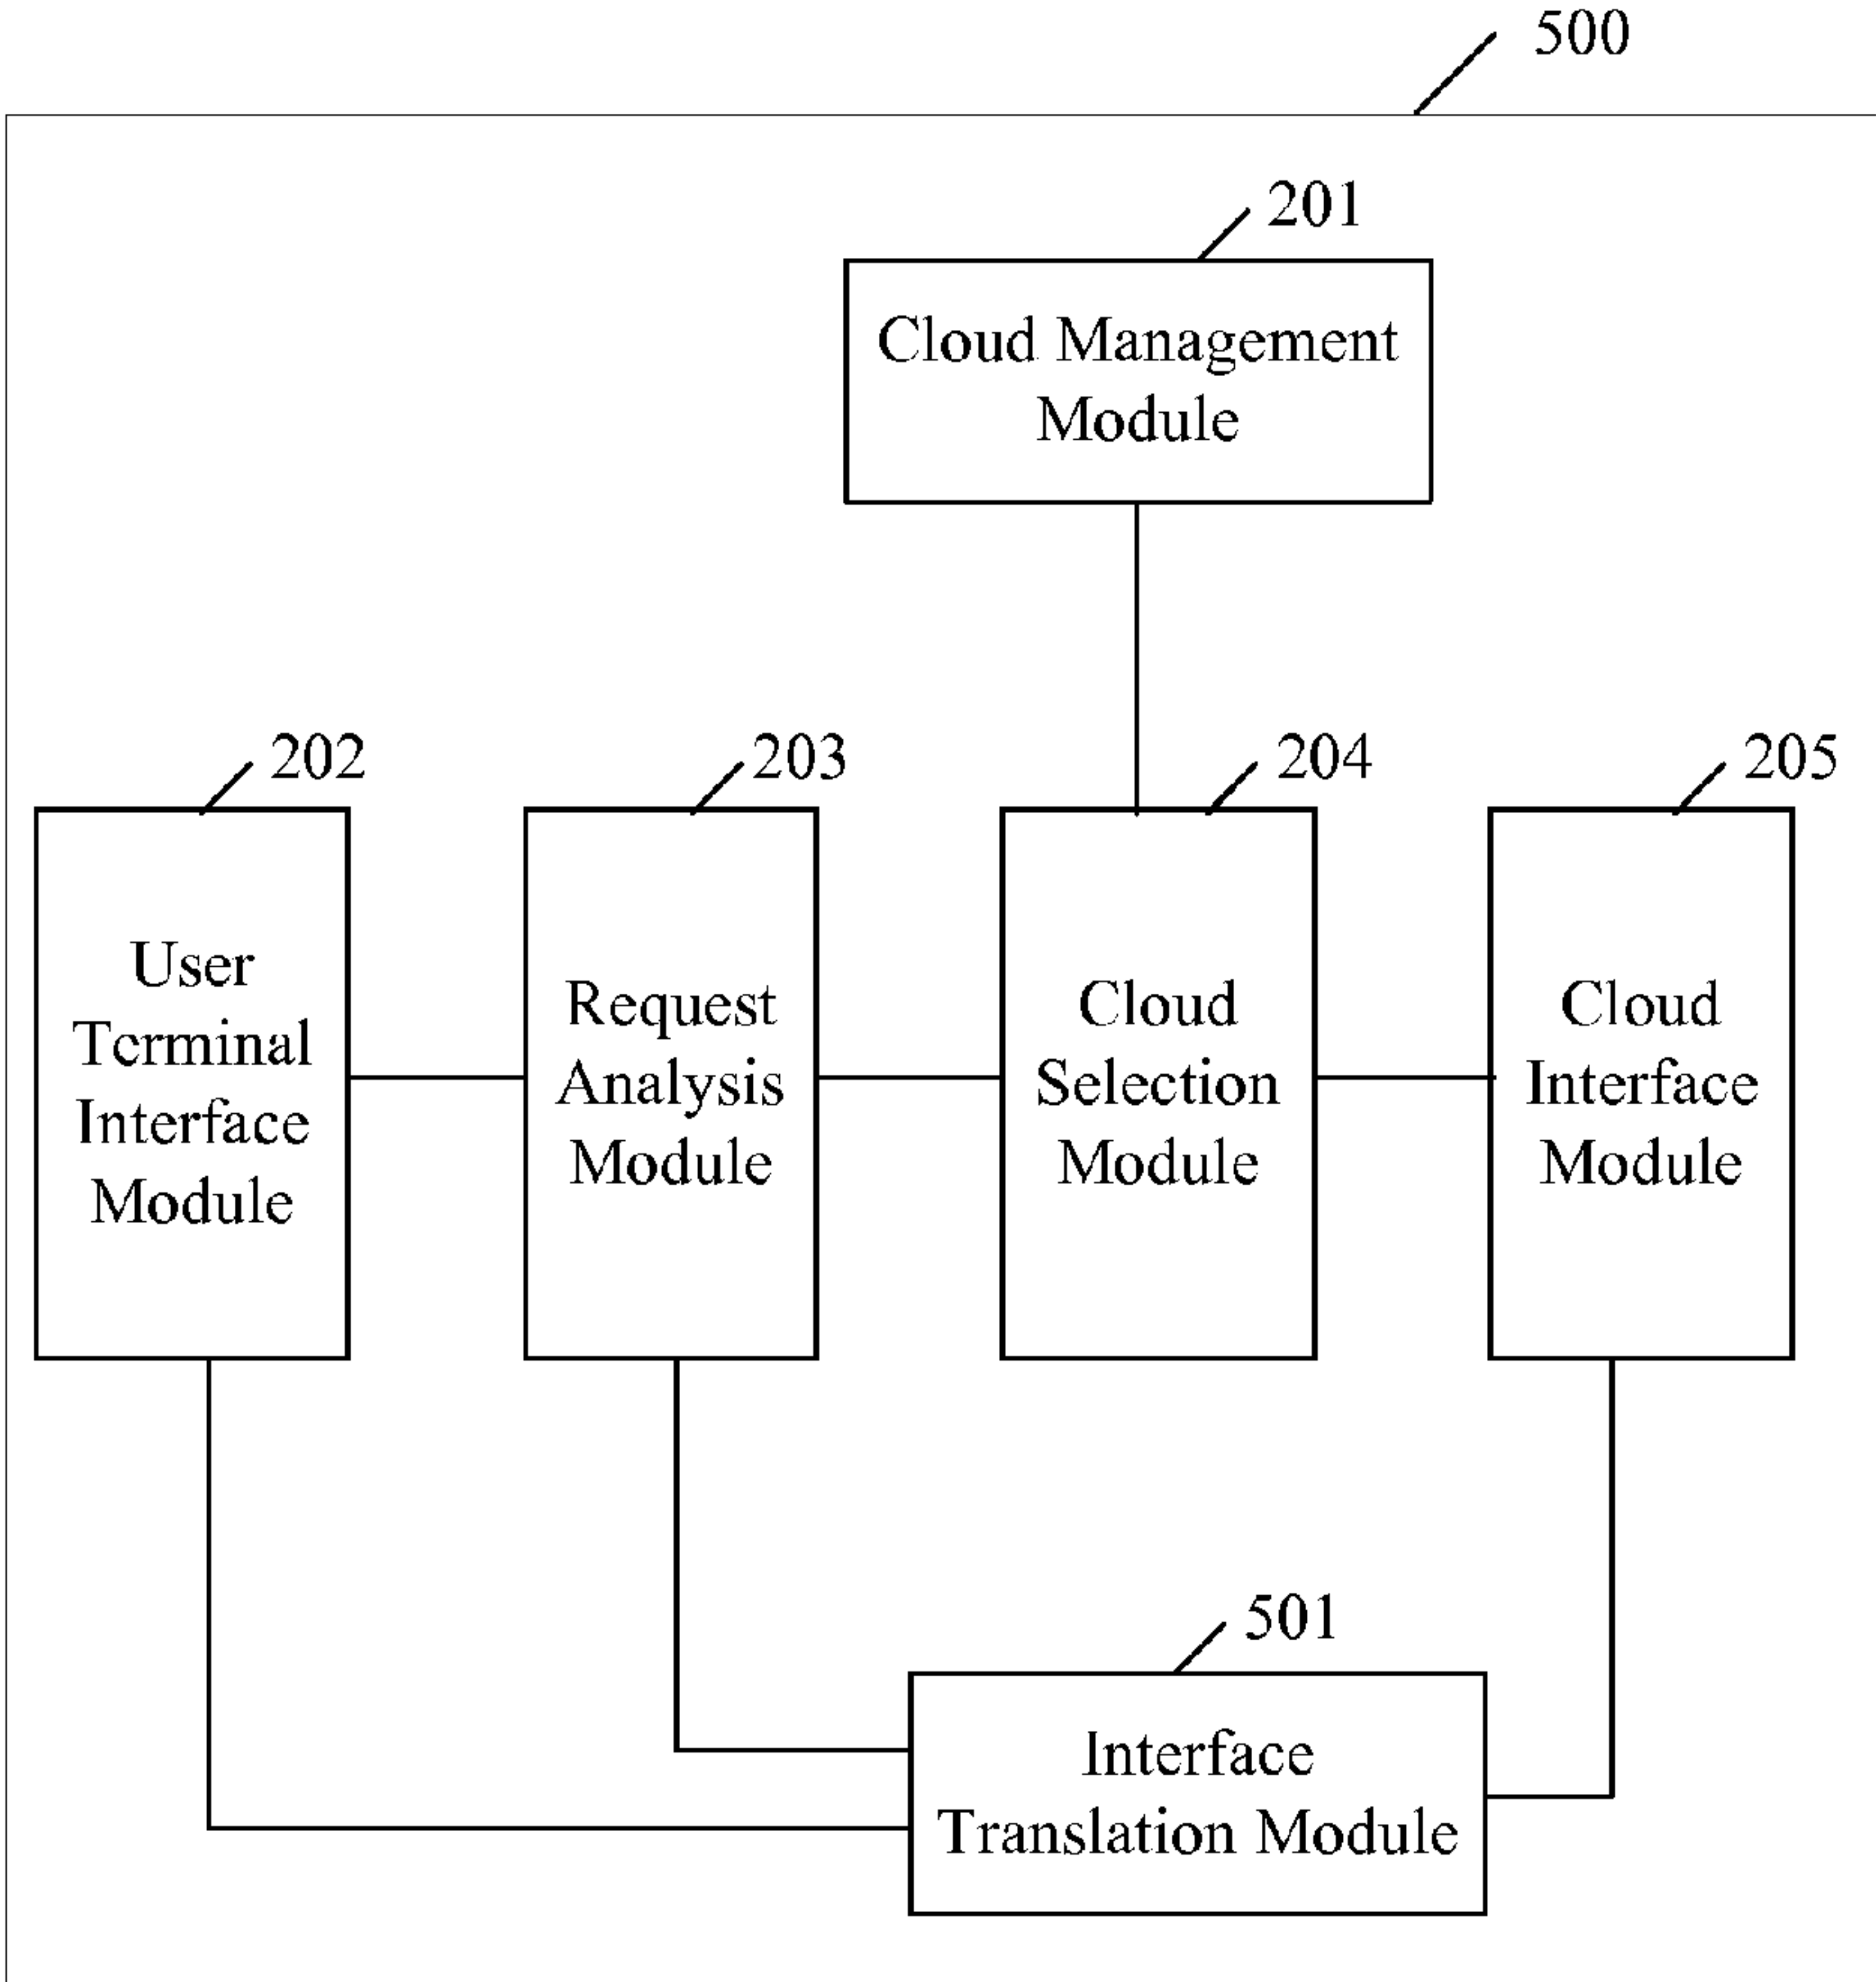 500
201
Cloud Management
Module
202
203
204
205
User
Terminal
Interface
Module
Request
Analysis
Module
Cloud
Selection
Module
Cloud
Interface
Module
501
Interface
Translation Module